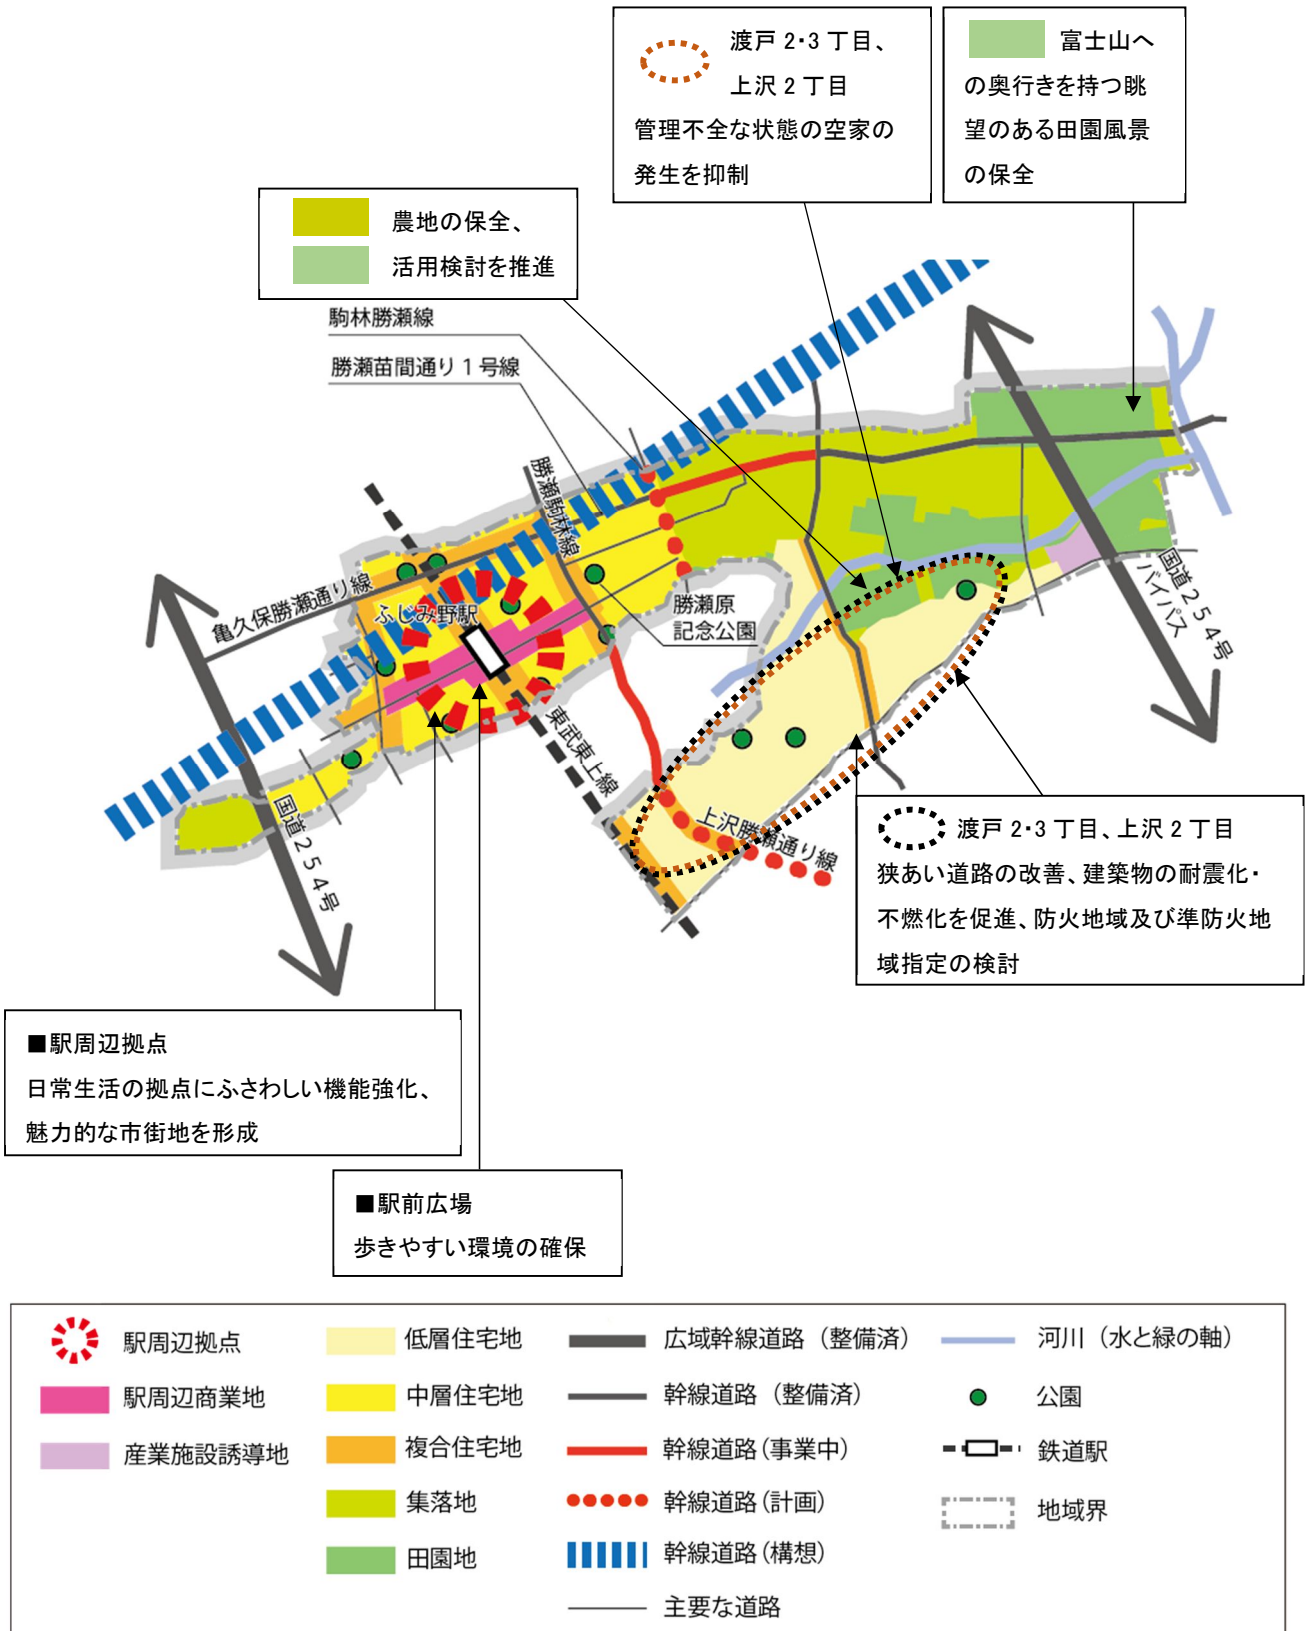 渡戸2・3丁目、
上沢2丁目
管理不全な状態の空家の
発生を抑制
富士山へ
の奥行きを持つ眺
望のある田園風景
の保全
農地の保全、
活用検討を推進
駒林勝瀬線
勝瀬苗間通り1号線
勝瀬駒林線
亀久保勝瀬通り線
ふじみ野駅
勝瀬原
記念公園
国道254号
バイパス
東武東上線
国道254号
上沢勝瀬通り線
渡戸2・3丁目、上沢2丁目
狭あい道路の改善、建築物の耐震化・
不燃化を促進、防火地域及び準防火地
域指定の検討
■駅周辺拠点
日常生活の拠点にふさわしい機能強化、
魅力的な市街地を形成
■駅前広場
歩きやすい環境の確保
駅周辺拠点
駅周辺商業地
産業施設誘導地
低層住宅地
中層住宅地
複合住宅地
集落地
田園地
広域幹線道路（整備済）
幹線道路（整備済）
幹線道路(事業中)
幹線道路(計画)
幹線道路(構想)
主要な道路
河川（水と緑の軸）
公園
鉄道駅
地域界